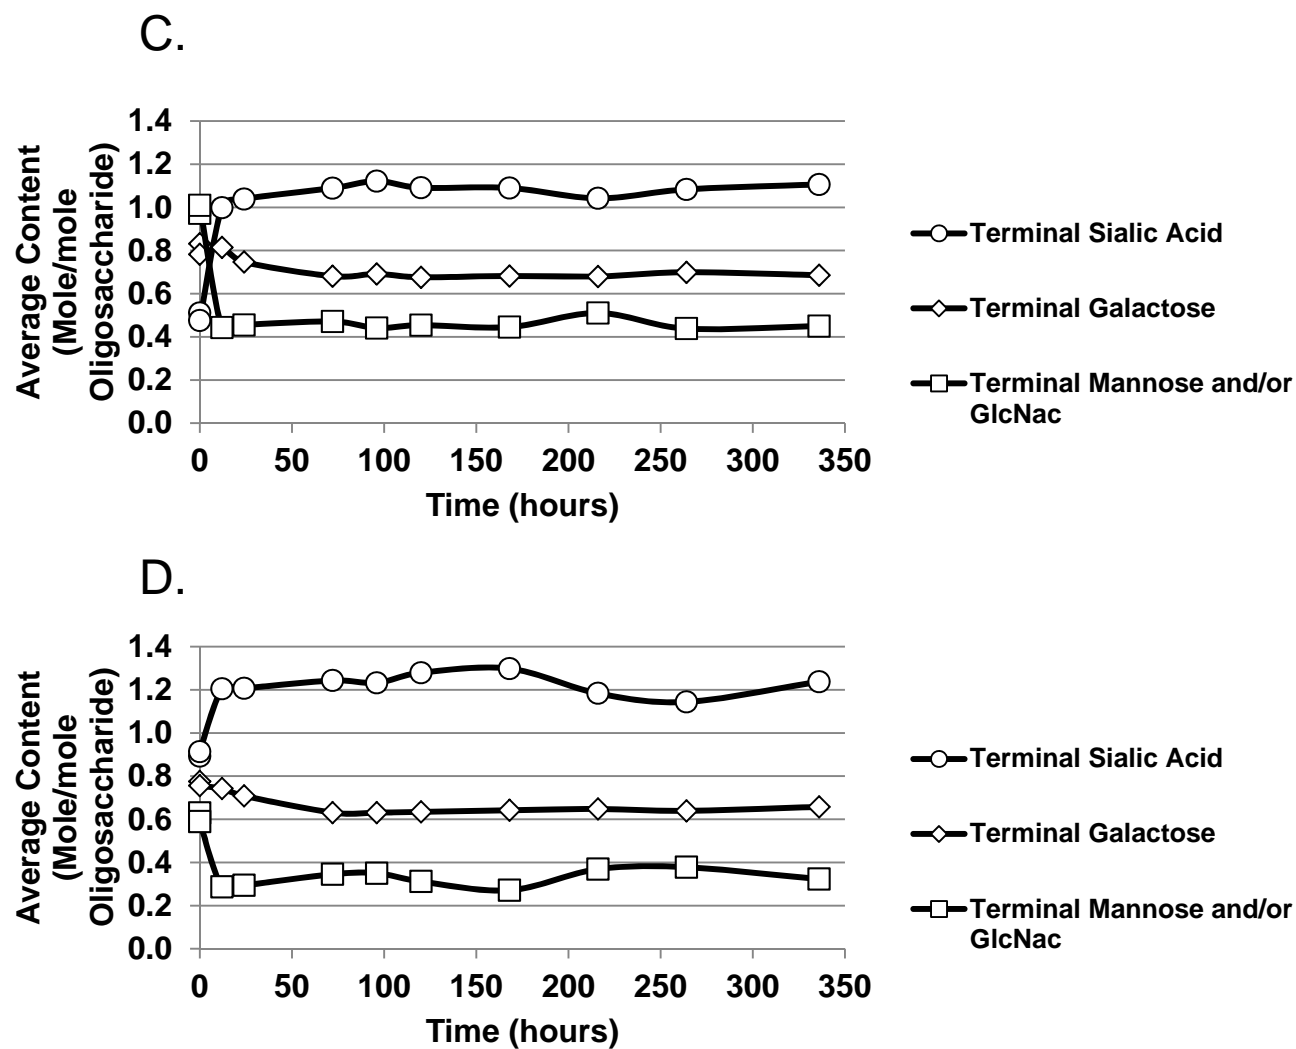 C.
Average Content
(Mole/mole
Oligosaccharide)
1.4
1.2
1.0
0.8
0.6
0.4
0.2
0.0
0 50 100 150 200 250 300 350
Time (hours)
Terminal Sialic Acid
Terminal Galactose
Terminal Mannose and/or
GlcNac
D.
Average Content
(Mole/mole
Oligosaccharide)
1.4
1.2
1.0
0.8
0.6
0.4
0.2
0.0
0 50 100 150 200 250 300 350
Time (hours)
Terminal Sialic Acid
Terminal Galactose
Terminal Mannose and/or
GlcNac